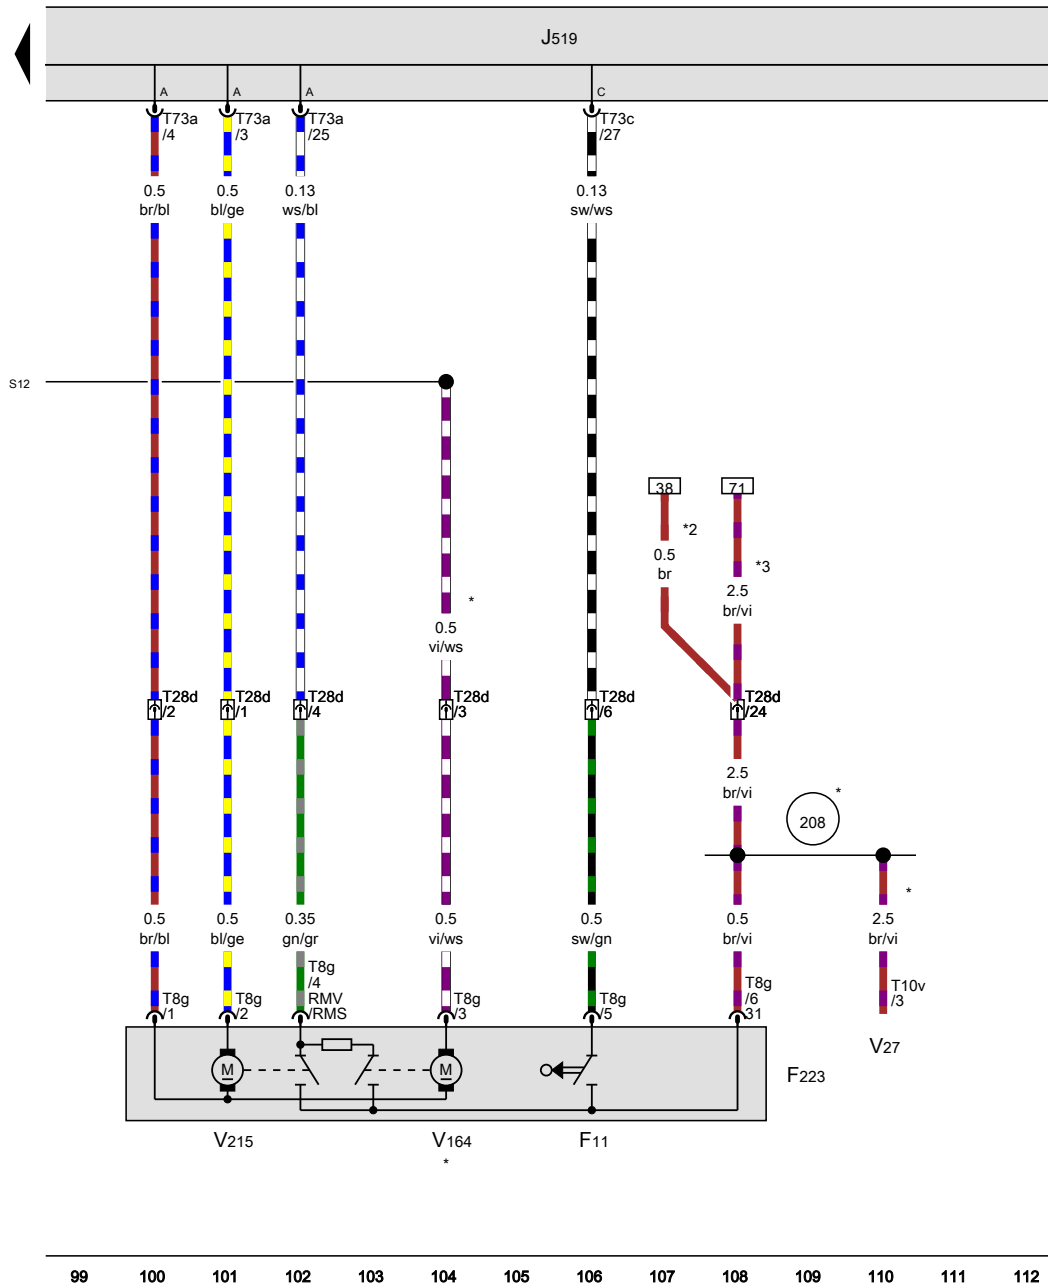 J519
A A A C
T73a T73a T73a T73c
/4 /3 /25 /27
0.5 0.5 0.13 0.13
br/bl bl/ge ws/bl sw/ws
S12
38 71
*2
0.5
br
*3
2.5
br/vi
*
0.5
vi/ws
T28d T28d T28d T28d T28d T28d
/2 /1 /4 /3 /6 /24
2.5
br/vi
*
208
*
0.5 0.5 0.35 0.5 0.5 0.5 2.5
br/bl bl/ge gn/gr vi/ws sw/gn br/vi br/vi
T8g
/4
RMV
/RMS
T8g T8g T8g T8g
/1 /2 /3 /5
T8g
/6
31
T10v
/3
V27
M M
F223
V215 V164 F11
*
99 100 101 102 103 104 105 106 107 108 109 110 111 112